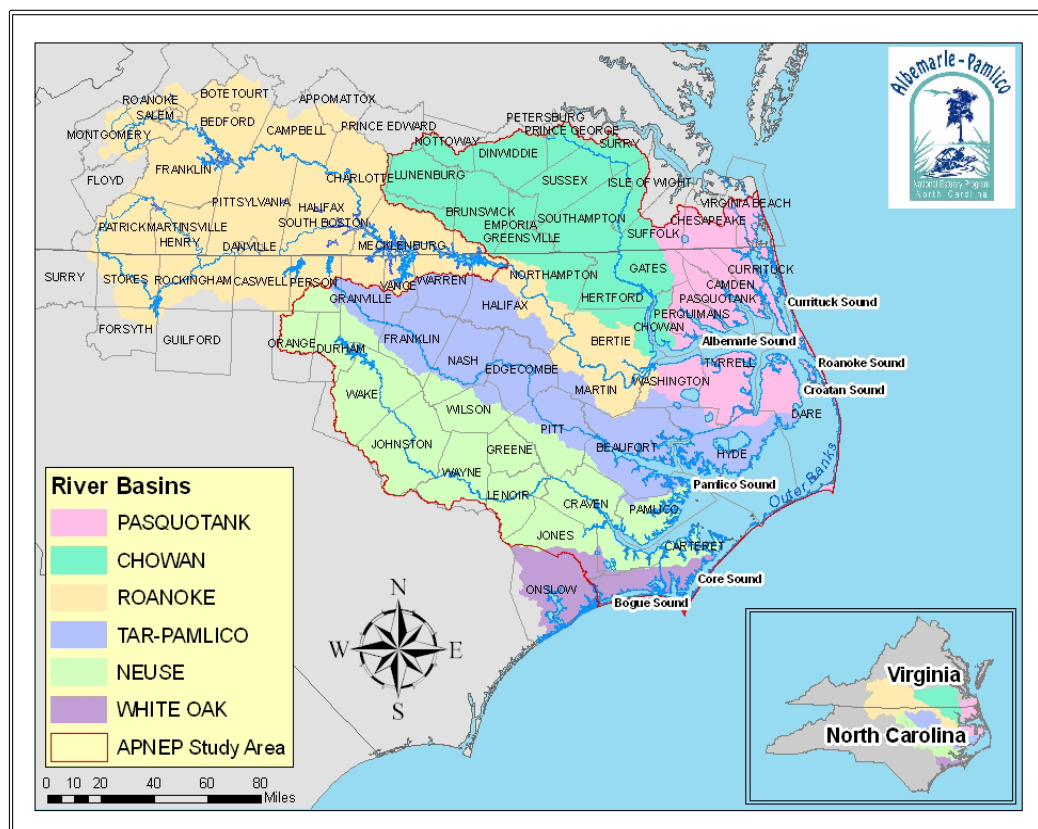 Albemarle-Pamlico
National Estuary Program
North Carolina
ROANOKE
BOTETOURT
SALEM
APPOMATTOX
MONTGOMERY
BEDFORD
CAMPBELL
PRINCE EDWARD
PETERSBURG
PRINCE GEORGE
NOTTOWAY
DINWIDDIE
SURRY
FLOYD
FRANKLIN
CHARLOTTE
LUNENBURG
SUSSEX
ISLE OF WIGHT
PITTSYLVANIA
HALIFAX
SOUTH BOSTON
BRUNSWICK
EMPORIA
GREENSVILLE
SOUTHAMPTON
SUFFOLK
VIRGINIA BEACH
CHESAPEAKE
PATRICK
MARTINSVILLE
HENRY
DANVILLE
MECKLENBURG
SURRY
STOKES
ROCKINGHAM
CASWELL
PERSON
VANCE
WARREN
GRANVILLE
NORTHAMPTON
HALIFAX
GATES
HERTFORD
CURRITUCK
CAMDEN
PASQUOTANK
PERQUIMANS
CHOWAN
Currituck Sound
FORSYTH
GUILFORD
ORANGE
DURHAM
FRANKLIN
NASH
EDGECOMBE
BERTIE
MARTIN
WASHINGTON
TYRRELL
Albemarle Sound
Roanoke Sound
Croatan Sound
DARE
WAKE
WILSON
PITT
BEAUFORT
HYDE
JOHNSTON
GREENE
WAYNE
LENOIR
CRAVEN
PAMLICO
Pamlico Sound
Outer Banks
JONES
CARTERET
ONSLOW
Core Sound
Bogue Sound
River Basins
PASQUOTANK
CHOWAN
ROANOKE
TAR-PAMLICO
NEUSE
WHITE OAK
APNEP Study Area
0 10 20 40 60 80
Miles
N
W E
S
Virginia
North Carolina